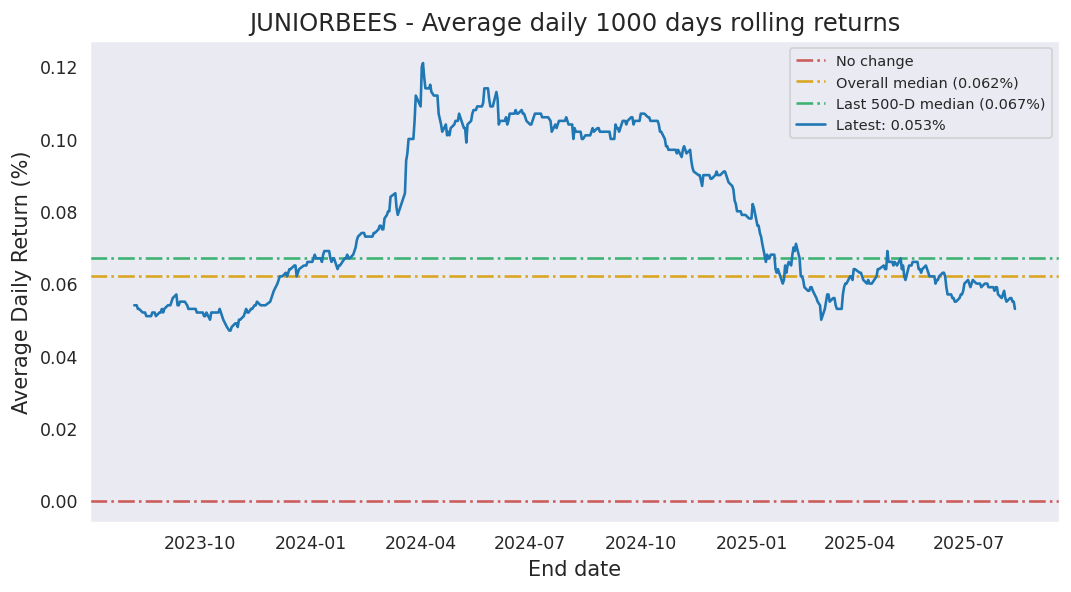 JUNIORBEES - Average daily 1000 days rolling returns
No change
Overall median (0.062%)
Last 500-D median (0.067%)
Latest: 0.053%
Average Daily Return (%)
0.12
0.10
0.08
0.06
0.04
0.02
0.00
2023-10 2024-01 2024-04 2024-07 2024-10 2025-01 2025-04 2025-07
End date